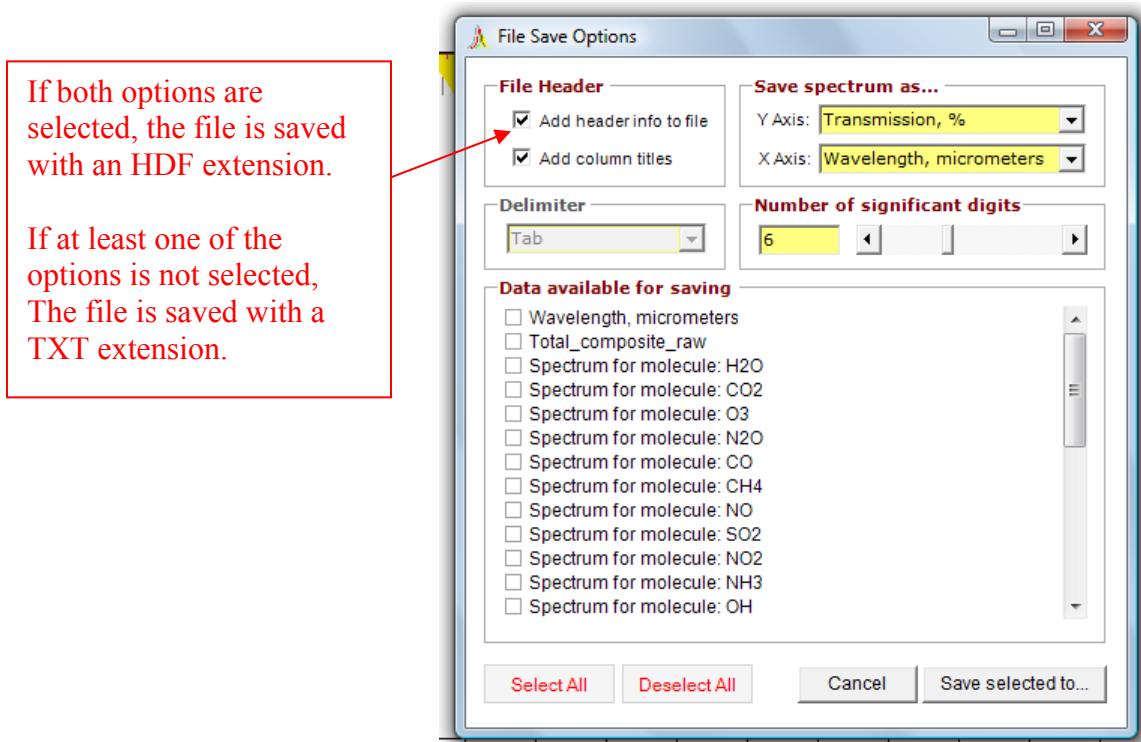 If both options are
selected, the file is saved
with an HDF extension.
If at least one of the
options is not selected,
The file is saved with a
TXT extension.
File Save Options
File Header
Add header info to file
Add column titles
Save spectrum as...
Y Axis: Transmission, %
X Axis: Wavelength, micrometers
Delimiter
Tab
Number of significant digits
6
Data available for saving
Wavelength, micrometers
Total_composite_raw
Spectrum for molecule: H2O
Spectrum for molecule: CO2
Spectrum for molecule: O3
Spectrum for molecule: N2O
Spectrum for molecule: CO
Spectrum for molecule: CH4
Spectrum for molecule: NO
Spectrum for molecule: SO2
Spectrum for molecule: NO2
Spectrum for molecule: NH3
Spectrum for molecule: OH
Select All Deselect All Cancel Save selected to...